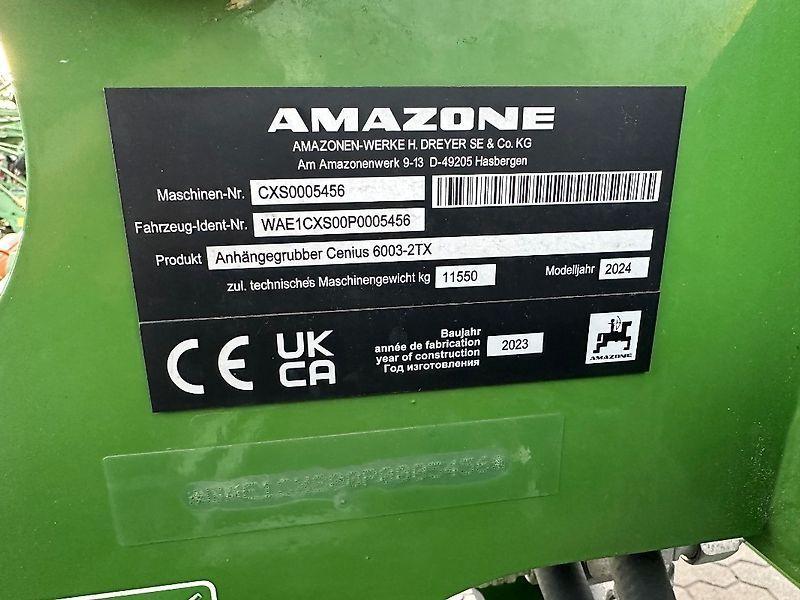 AMAZONE
AMAZONEN-WERKE H. DREYER SE & Co. KG
Am Amazonenwerk 9-13 D-49205 Hasbergen
Maschinen-Nr. CXS0005456
Fahrzeug-Ident-Nr. WAE1CXS00P0005456
Produkt Anhängegrubber Cenius 6003-2TX
zul. technisches Maschinengewicht kg 11550 Modelljahr 2024
CE UK CA
Baujahr
année de fabrication
year of construction 2023
Год изготовления
AMAZONE
*WAE1CXS00P0005456*